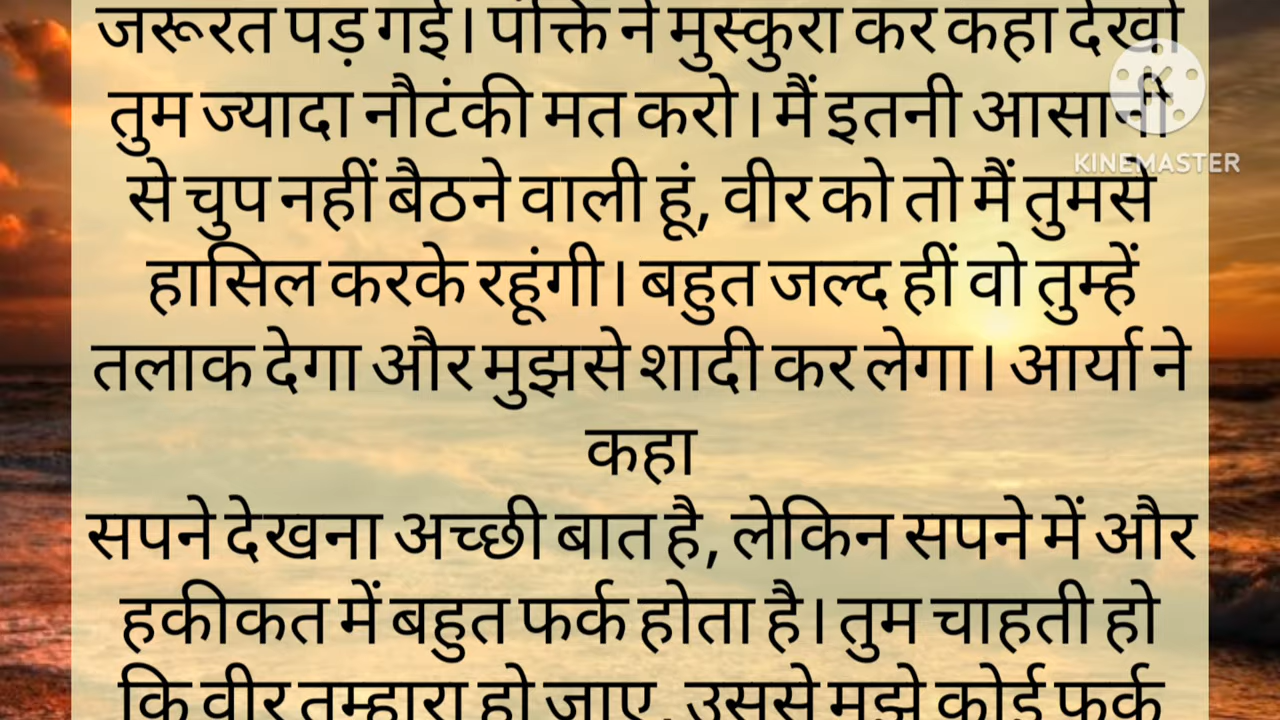 जरूरत पड़ गई। पंक्ति ने मुस्कुरा कर कहा देखो
तुम ज्यादा नौटंकी मत करो। मैं इतनी आसानी
KINEMASTER
से चुप नहीं बैठने वाली हूं, वीर को तो मैं तुमसे
हासिल करके रहूंगी। बहुत जल्द हीं वो तुम्हें
तलाक देगा और मुझसे शादी कर लेगा। आर्या ने
कहा
सपने देखना अच्छी बात है, लेकिन सपने में और
हकीकत में बहुत फर्क होता है। तुम चाहती हो
कि वीर तुम्हारा हो जाए, उससे मुझे कोई फर्क